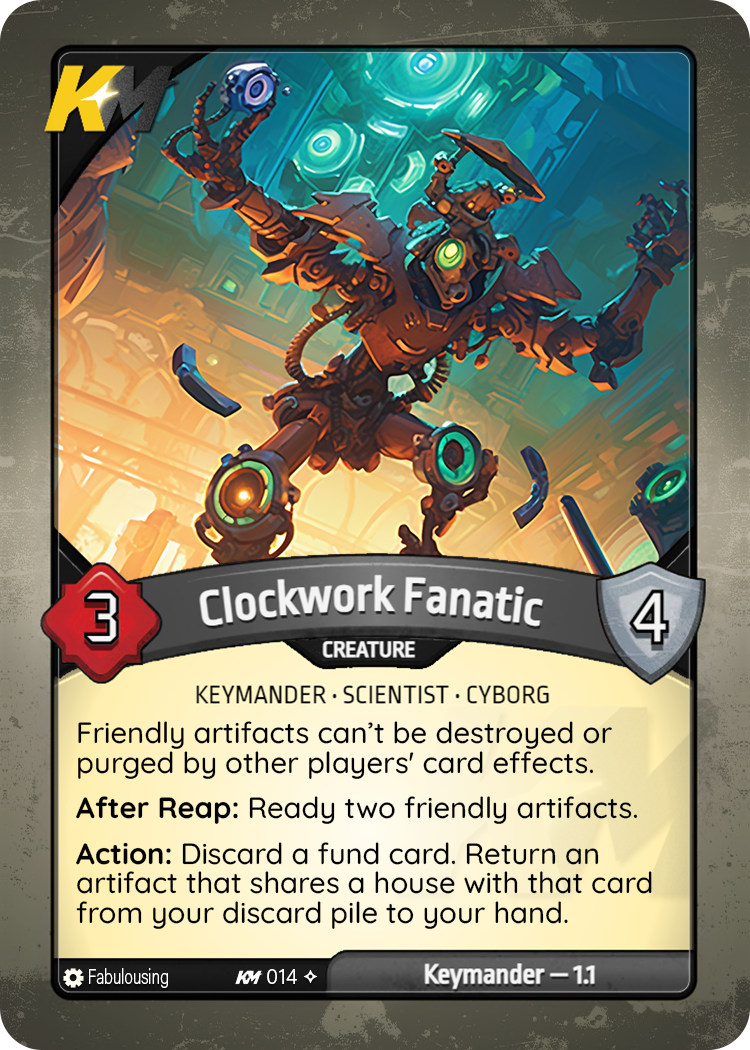 KM
3
Clockwork Fanatic
4
CREATURE
KEYMANDER · SCIENTIST · CYBORG
Friendly artifacts can’t be destroyed or
purged by other players' card effects.
After Reap: Ready two friendly artifacts.
Action: Discard a fund card. Return an
artifact that shares a house with that card
from your discard pile to your hand.
Fabulousing
KM 014
Keymander – 1.1